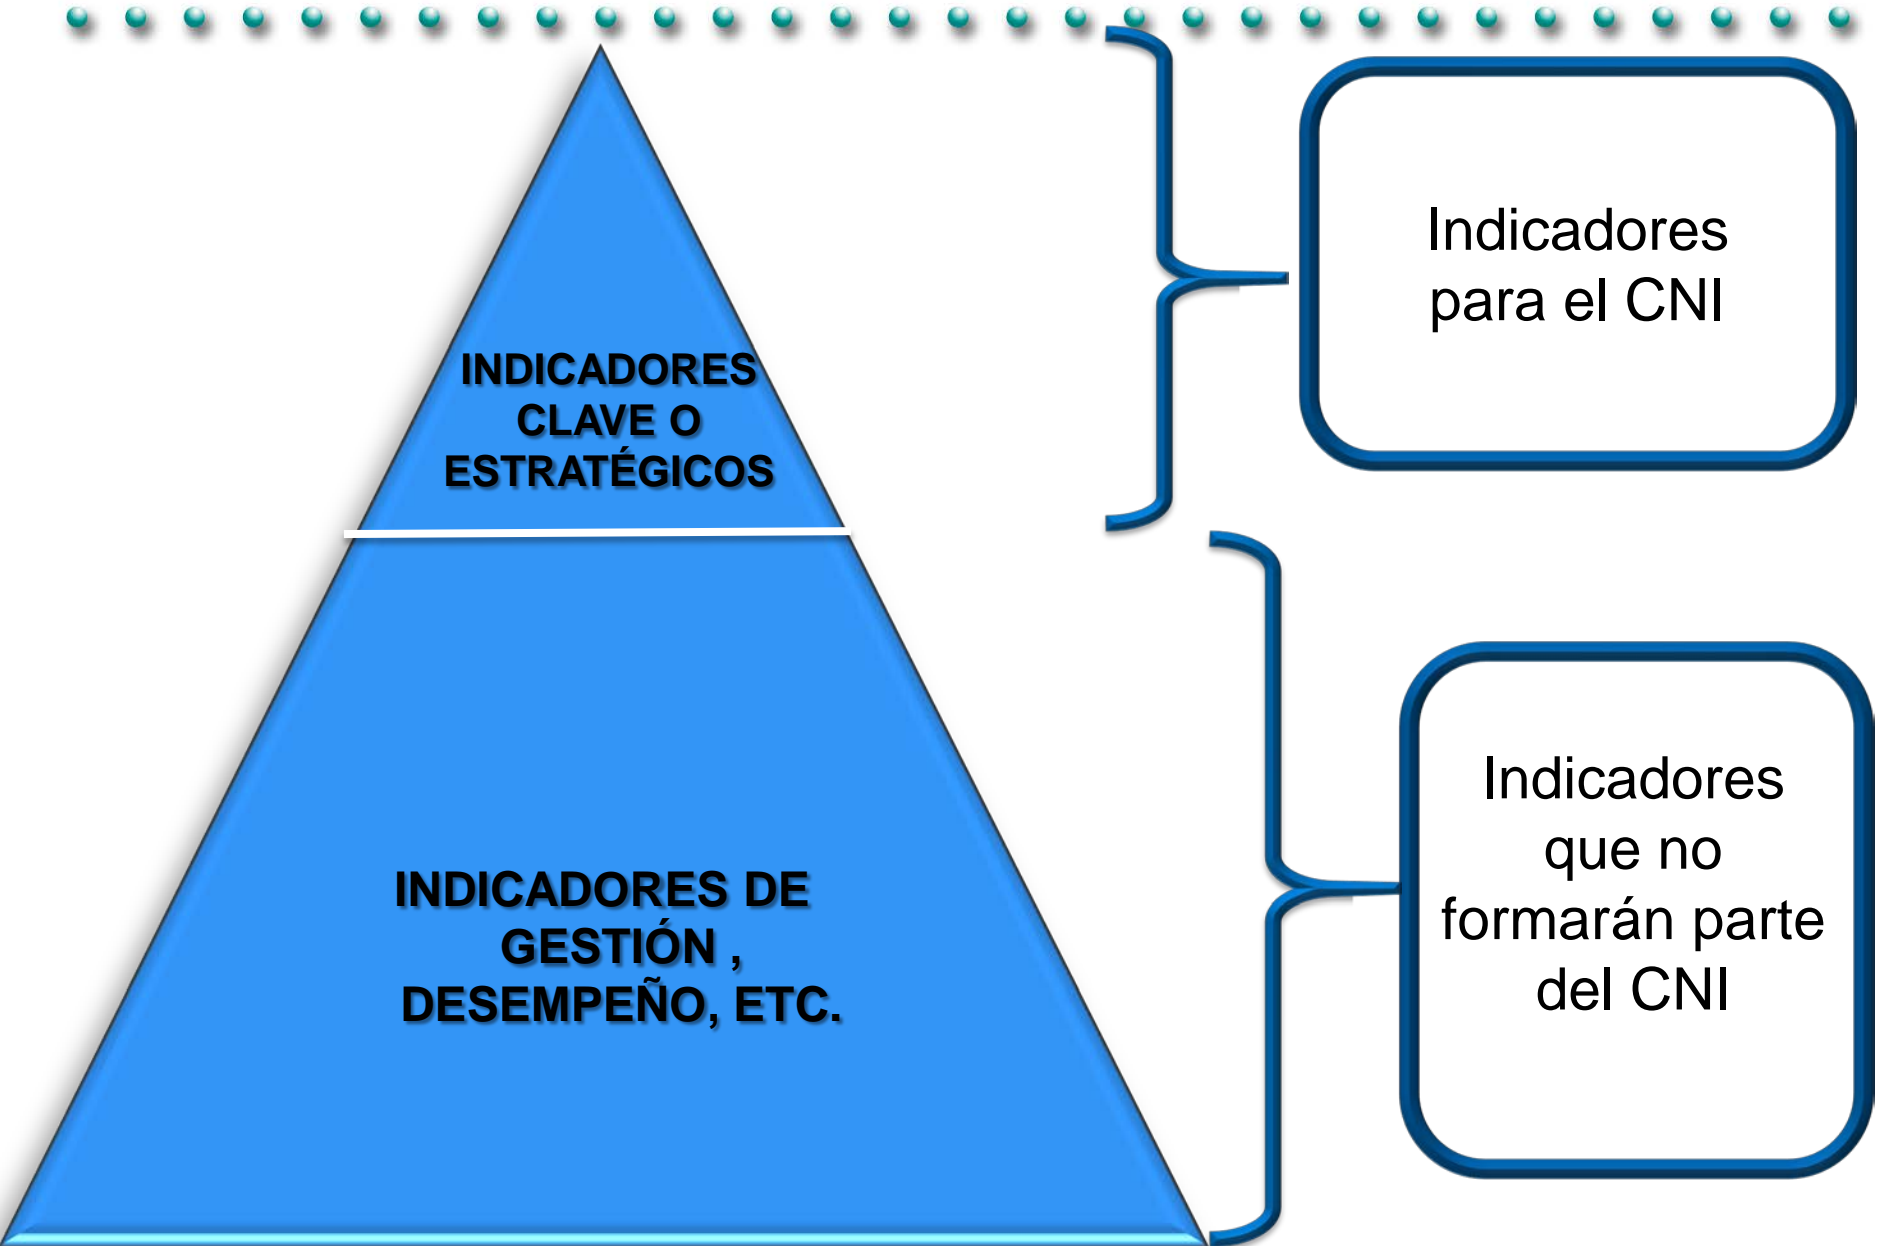 INDICADORES
CLAVE O
ESTRATÉGICOS
Indicadores
para el CNI
INDICADORES DE
GESTIÓN ,
DESEMPEÑO, ETC.
Indicadores
que no
formarán parte
del CNI